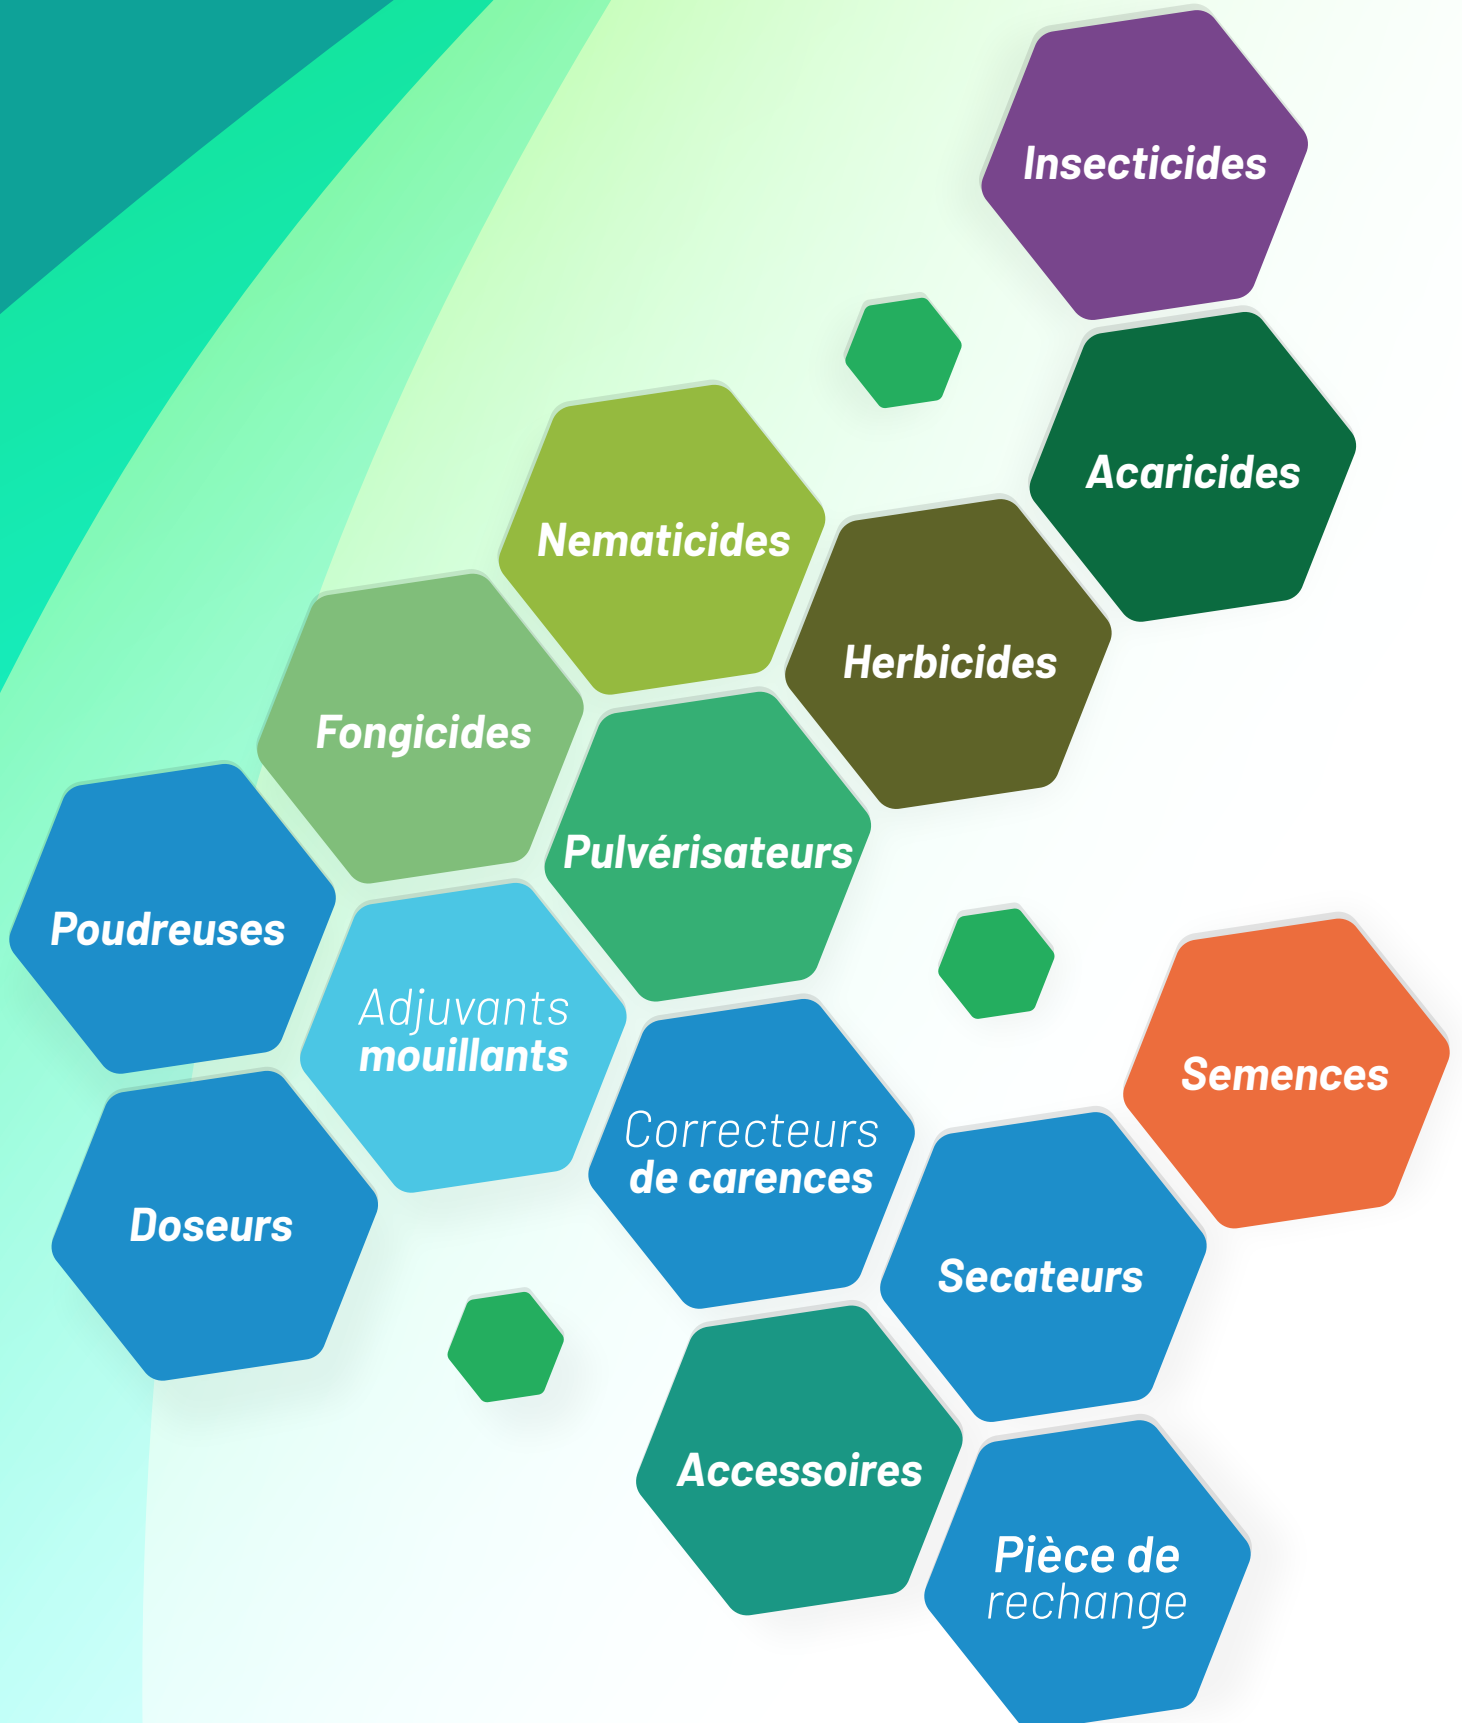 Insecticides
Acaricides
Nematicides
Herbicides
Fongicides
Pulvérisateurs
Poudreuses
Adjuvants
mouillants
Semences
Correcteurs
de carences
Doseurs
Secateurs
Accessoires
Pièce de
rechange